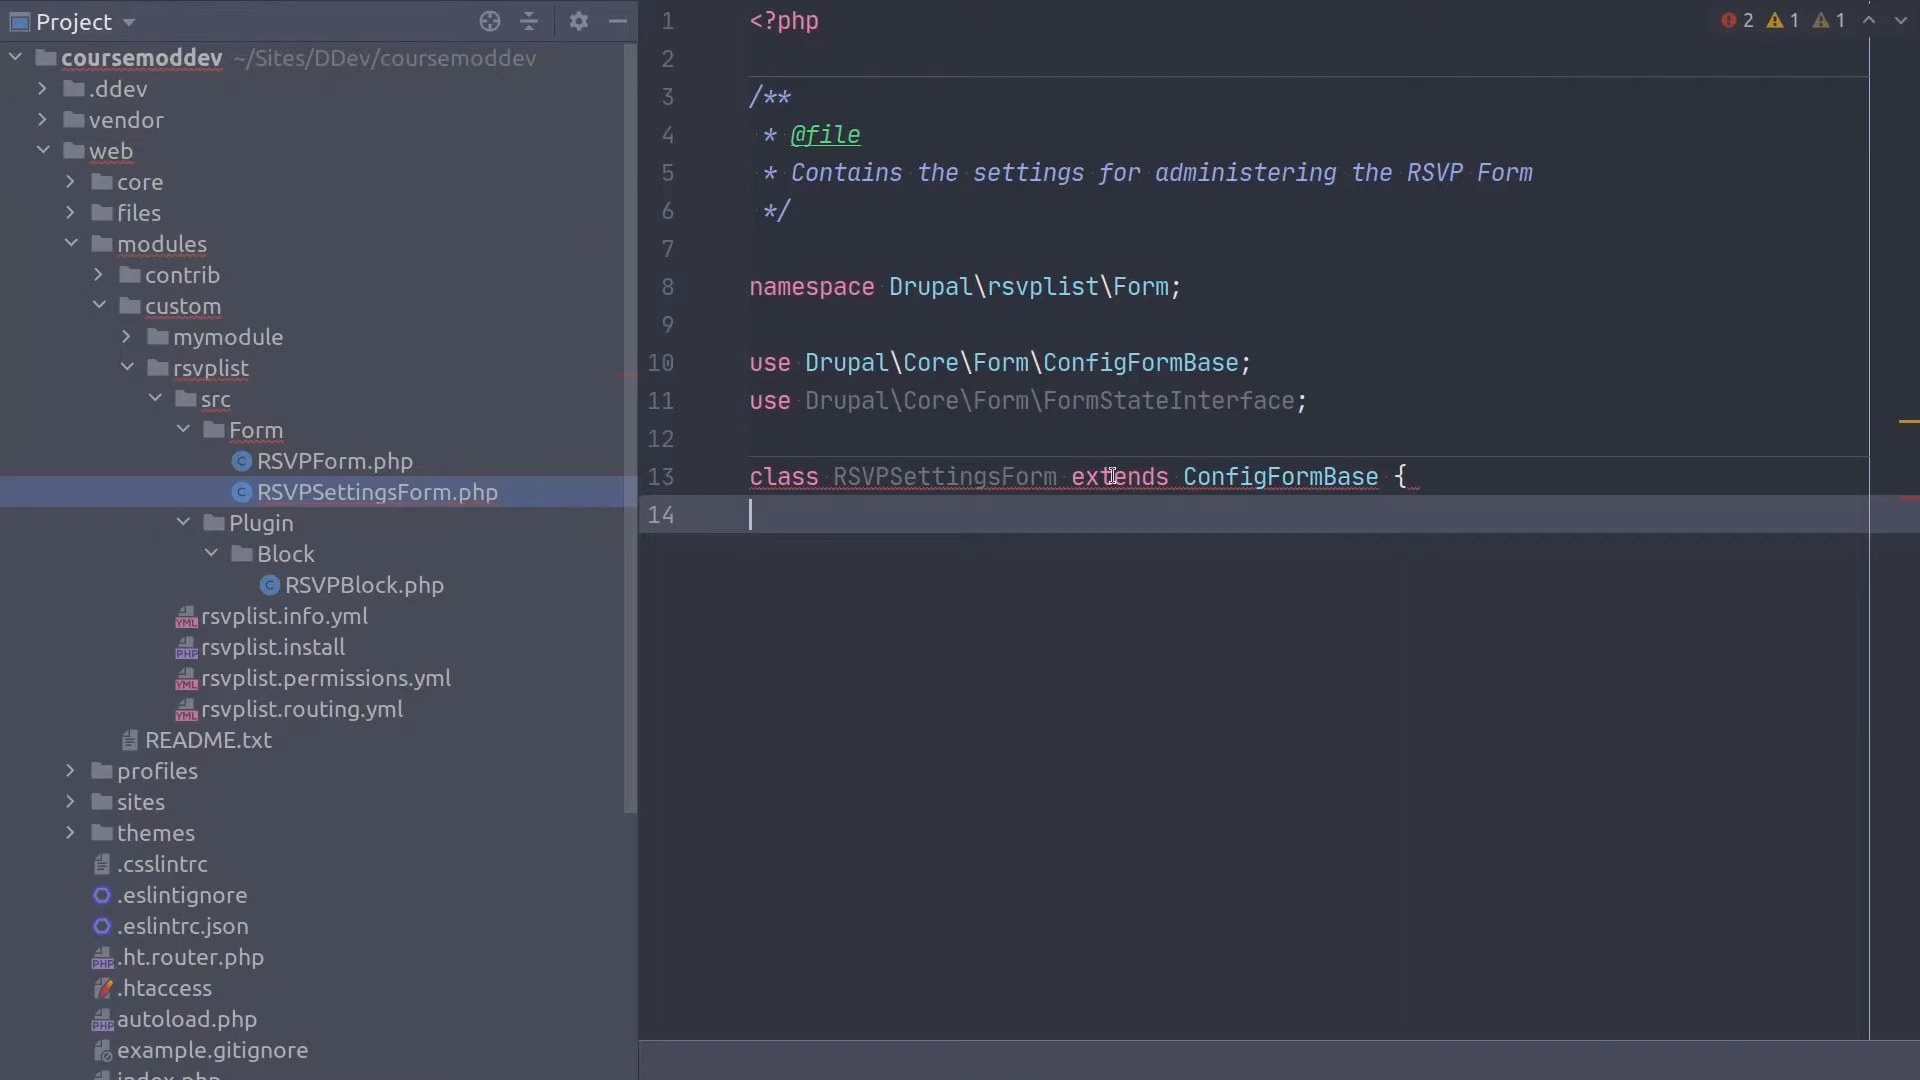 Project
coursemoddev ~/Sites/DDev/coursemoddev
.ddev
vendor
web
core
files
modules
contrib
custom
mymodule
rsvplist
src
Form
RSVPForm.php
RSVPSettingsForm.php
Plugin
Block
RSVPBlock.php
rsvplist.info.yml
rsvplist.install
rsvplist.permissions.yml
rsvplist.routing.yml
README.txt
profiles
sites
themes
.csslintrc
.eslintignore
.eslintrc.json
.ht.router.php
.htaccess
autoload.php
example.gitignore
index.php
2 1 1
1 <?php
2
3 /**
4 * @file
5 * Contains the settings for administering the RSVP Form
6 */
7
8 namespace Drupal\rsvplist\Form;
9
10 use Drupal\Core\Form\ConfigFormBase;
11 use Drupal\Core\Form\FormStateInterface;
12
13 class RSVPSettingsForm extends ConfigFormBase {
14